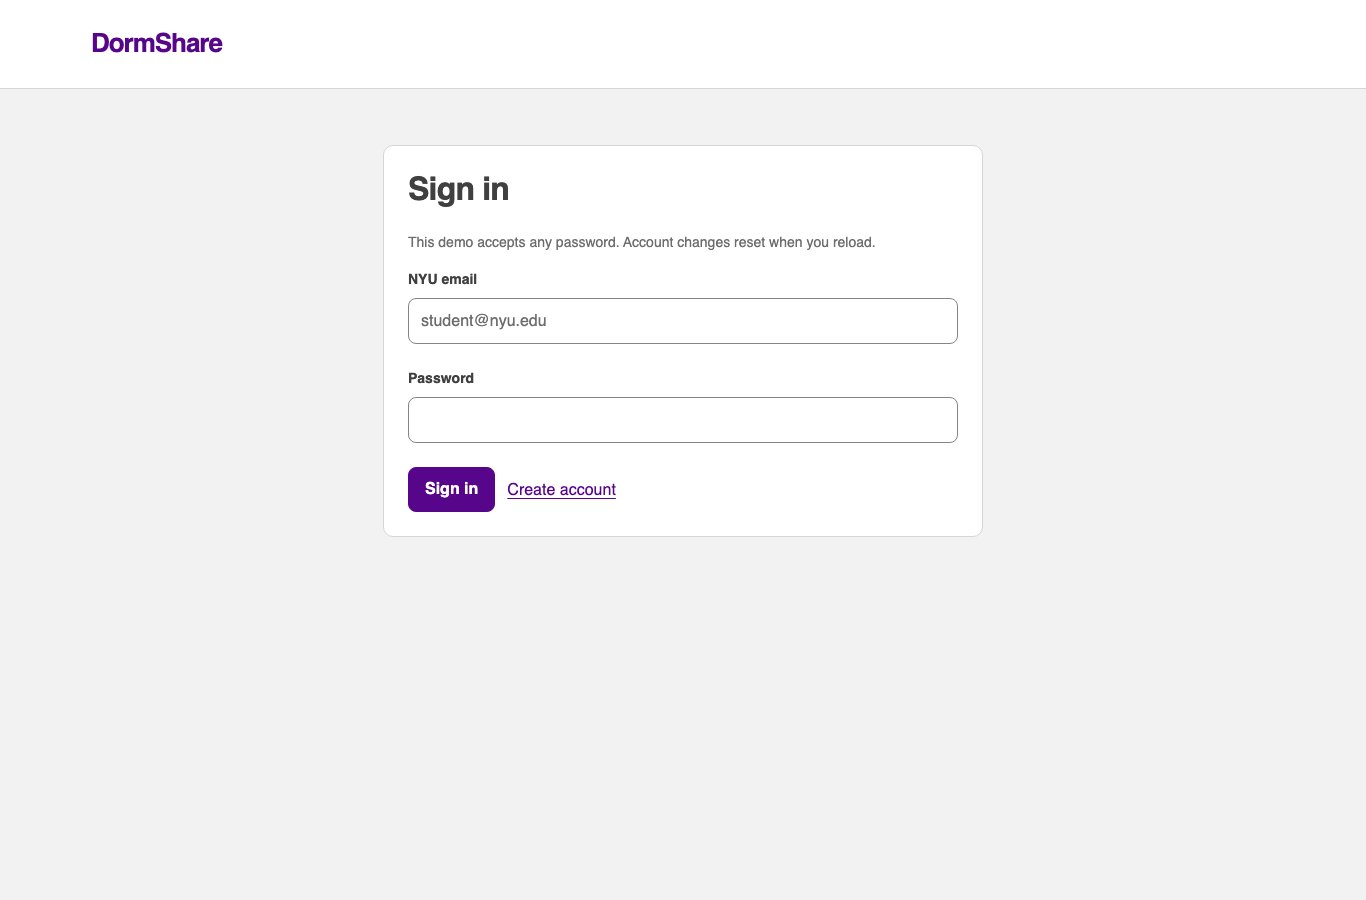 DormShare
Sign in
This demo accepts any password. Account changes reset when you reload.
NYU email
student@nyu.edu
Password
Sign in Create account